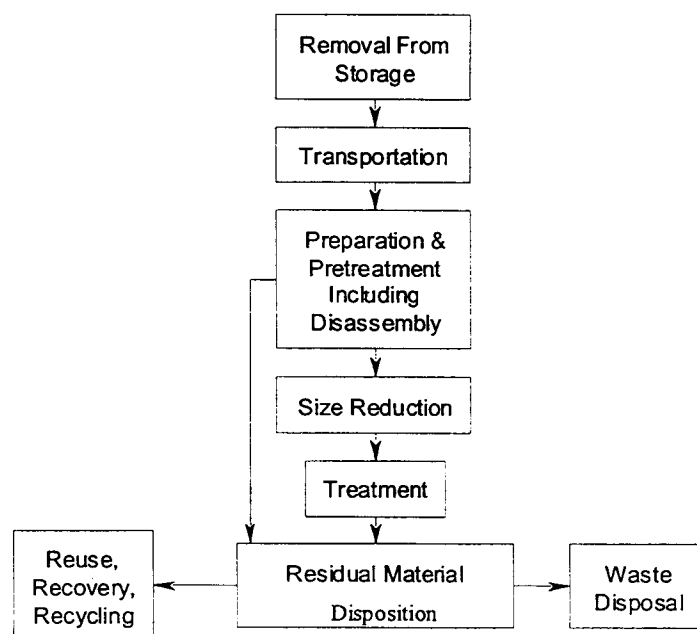 Removal From
Storage
Transportation
Preparation &
Pretreatment
Including
Disassembly
Size Reduction
Treatment
Reuse,
Recovery,
Recycling
Residual Material
Disposition
Waste
Disposal